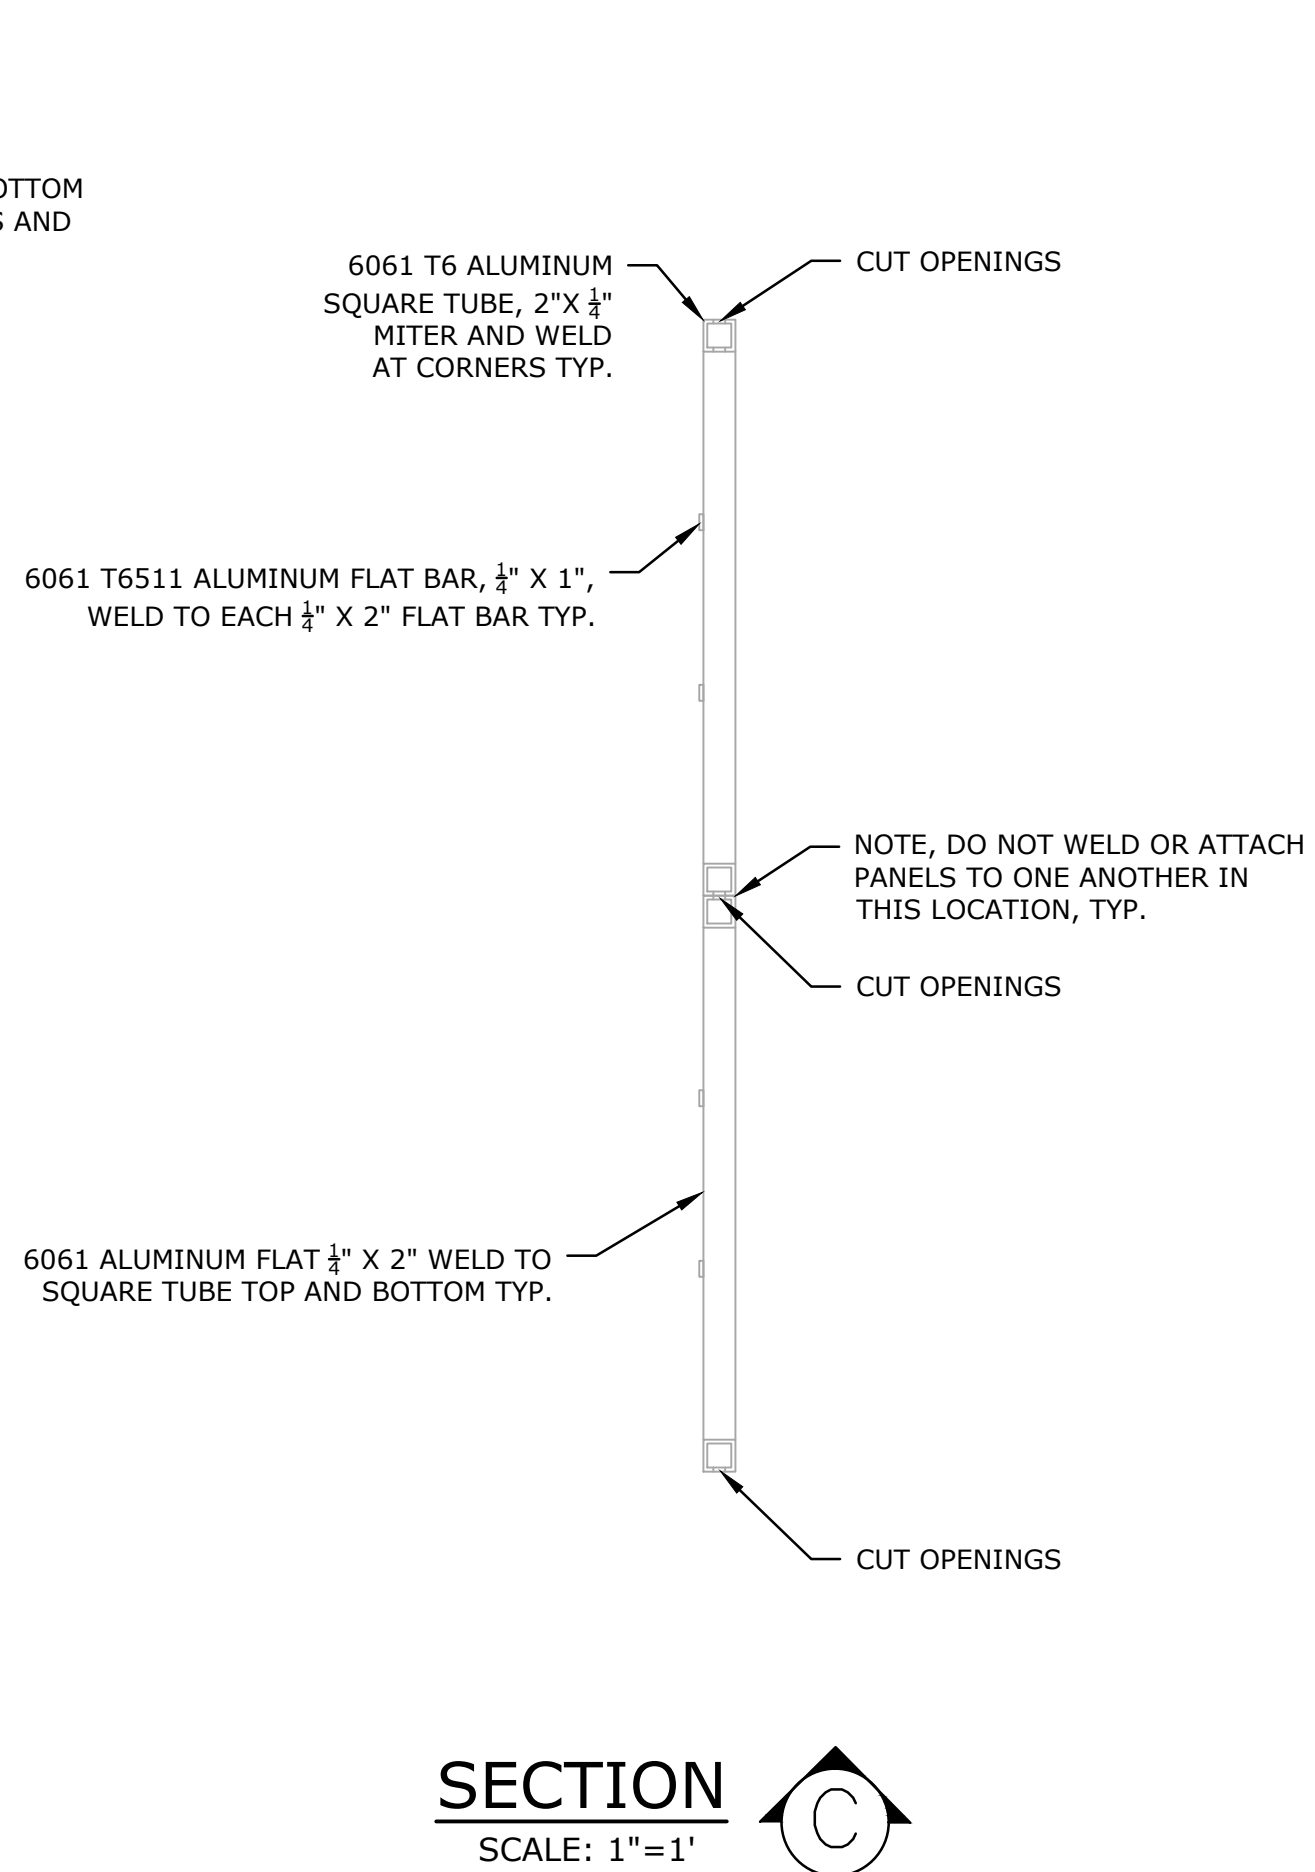 AND
6061 T6 ALUMINUM
SQUARE TUBE, 2"X 1/4"
MITER AND WELD
AT CORNERS TYP.
CUT OPENINGS
6061 T6511 ALUMINUM FLAT BAR, 1/4" X 1",
WELD TO EACH 1/4" X 2" FLAT BAR TYP.
NOTE, DO NOT WELD OR ATTACH
PANELS TO ONE ANOTHER IN
THIS LOCATION, TYP.
CUT OPENINGS
6061 ALUMINUM FLAT 1/4" X 2" WELD TO
SQUARE TUBE TOP AND BOTTOM TYP.
CUT OPENINGS
SECTION
C
SCALE: 1"=1'